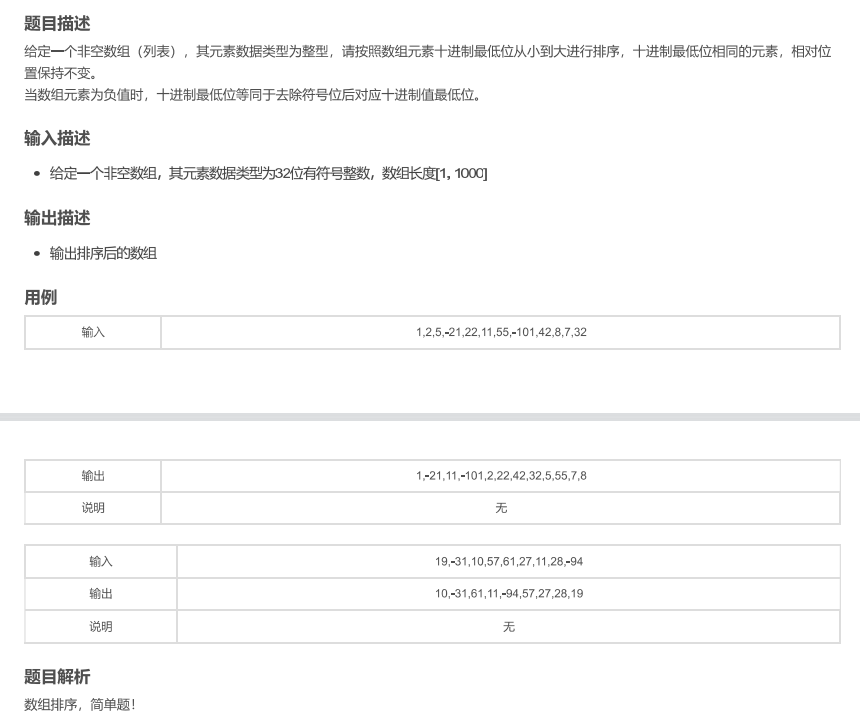 题目描述
给定一个非空数组（列表），其元素数据类型为整型，请按照数组元素十进制最低位从小到大进行排序，十进制最低位相同的元素，相对位
置保持不变。
当数组元素为负值时，十进制最低位等同于去除符号位后对应十进制值最低位。
输入描述
• 给定一个非空数组，其元素数据类型为32位有符号整数，数组长度[1, 1000]
输出描述
• 输出排序后的数组
用例
输入 1,2,5,-21,22,11,55,-101,42,8,7,32
输出 1,-21,11,-101,2,22,42,32,5,55,7,8
说明 无
输入 19,-31,10,57,61,27,11,28,-94
输出 10,-31,61,11,-94,57,27,28,19
说明 无
题目解析
数组排序，简单题！